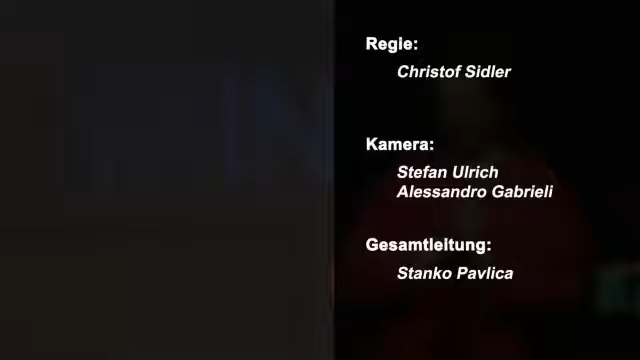 Regie:
Christof Sidler
Kamera:
Stefan Ulrich
Alessandro Gabrieli
Gesamtleitung:
Stanko Pavlica